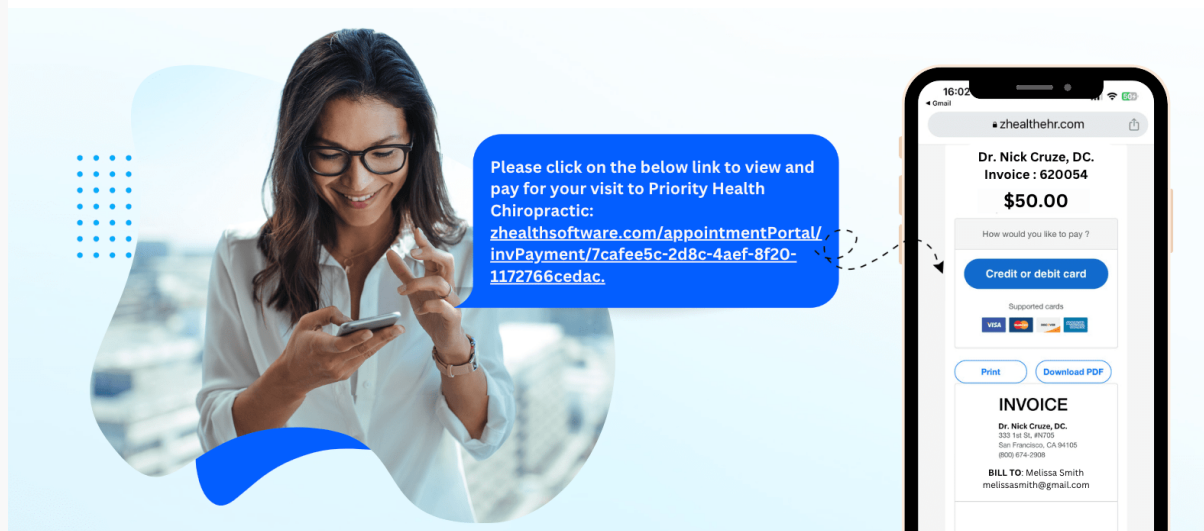 Please click on the below link to view and
pay for your visit to Priority Health
Chiropractic:
zhealthsoftware.com/appointmentPortal/
invPayment/7cafee5c-2d8c-4aef-8f20-
1172766cedac.
16:02
50+
◂ Gmail
zhealthehr.com
Dr. Nick Cruze, DC.
Invoice : 620054
$50.00
How would you like to pay ?
Credit or debit card
Supported cards
VISA
Print
Download PDF
INVOICE
Dr. Nick Cruze, DC.
333 1st St, #N705
San Francisco, CA 94105
(800) 674-2908
BILL TO: Melissa Smith
melissasmith@gmail.com